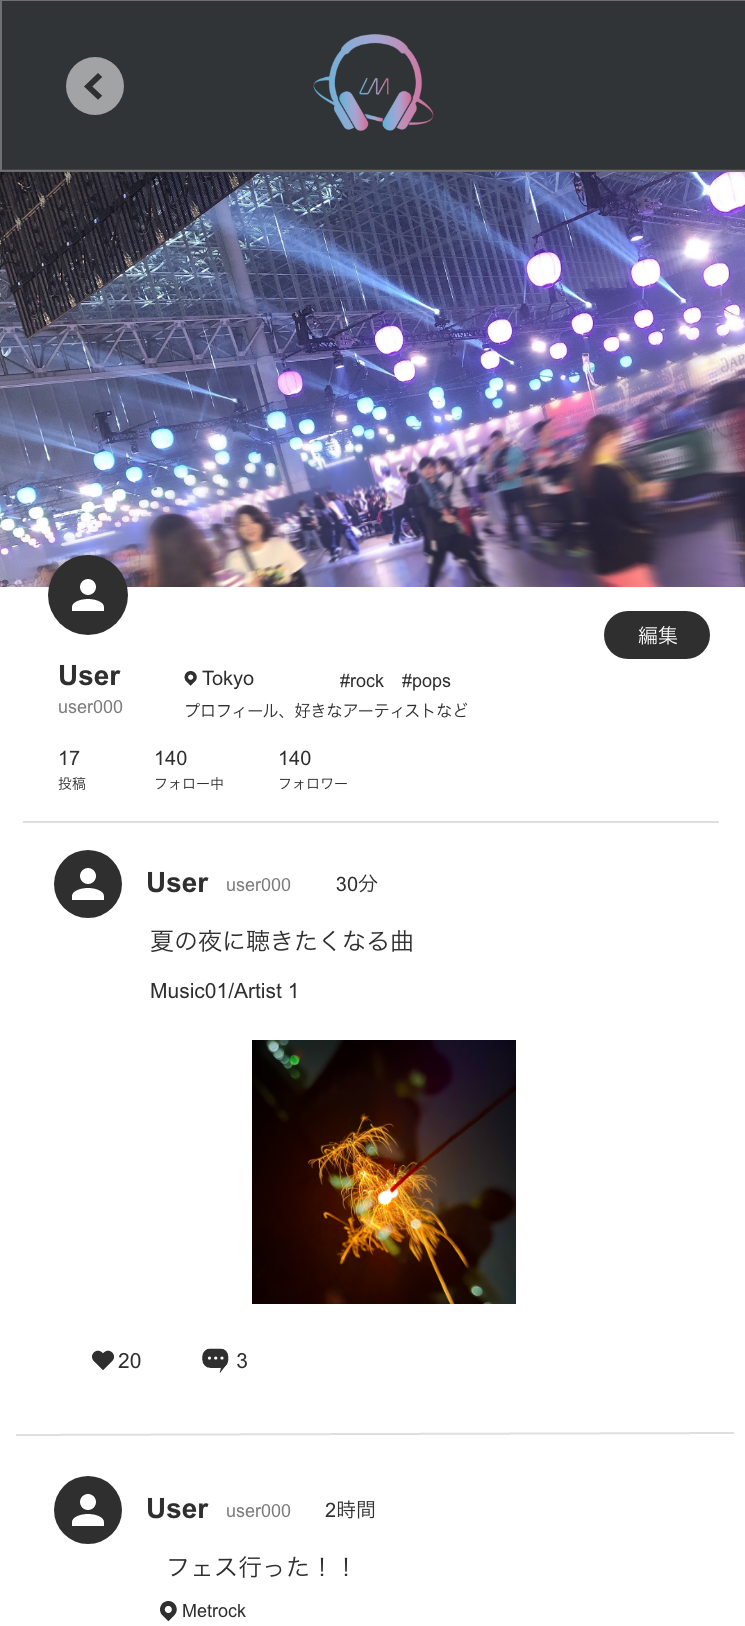 LM
編集
User
Tokyo
#rock #pops
user000
プロフィール、好きなアーティストなど
17
140
140
投稿
フォロー中
フォロワー
User user000 30分
夏の夜に聴きたくなる曲
Music01/Artist 1
20
3
User user000 2時間
フェス行った！！
Metrock